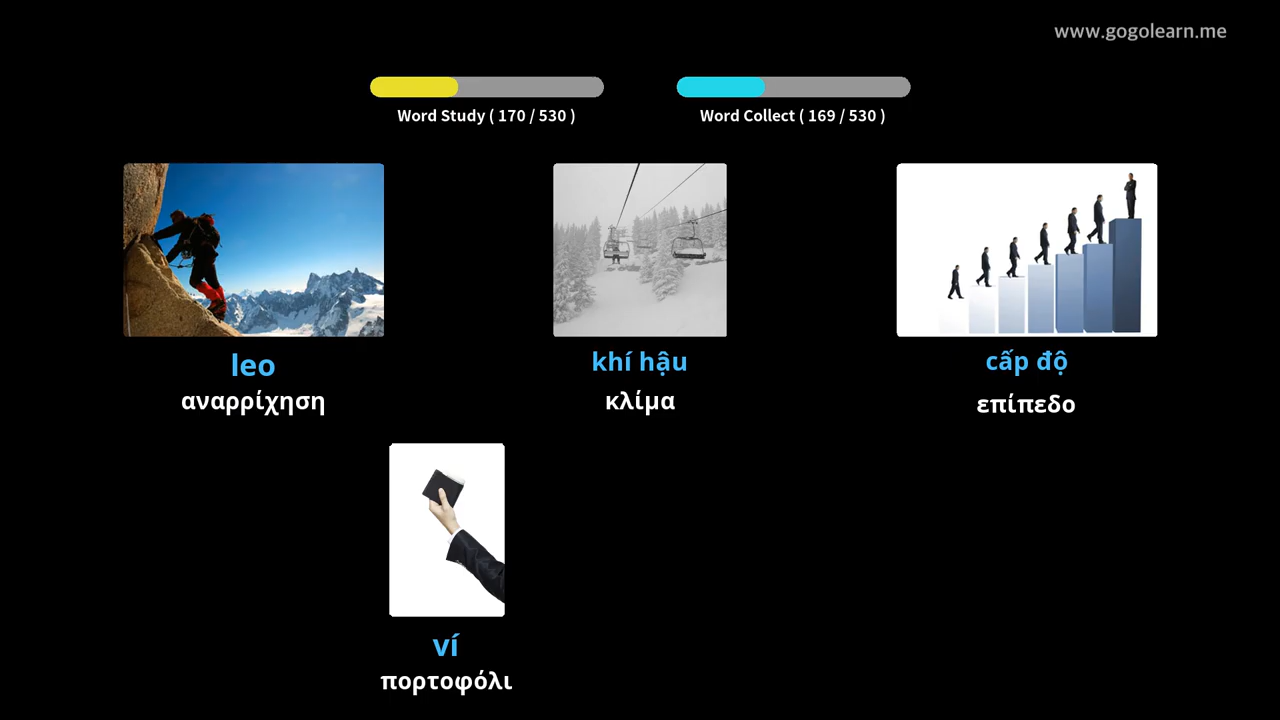 www.gogolearn.me
Word Study ( 170 / 530 )
Word Collect ( 169 / 530 )
leo
αναρρίχηση
khí hậu
κλίμα
cấp độ
επίπεδο
ví
πορτοφόλι